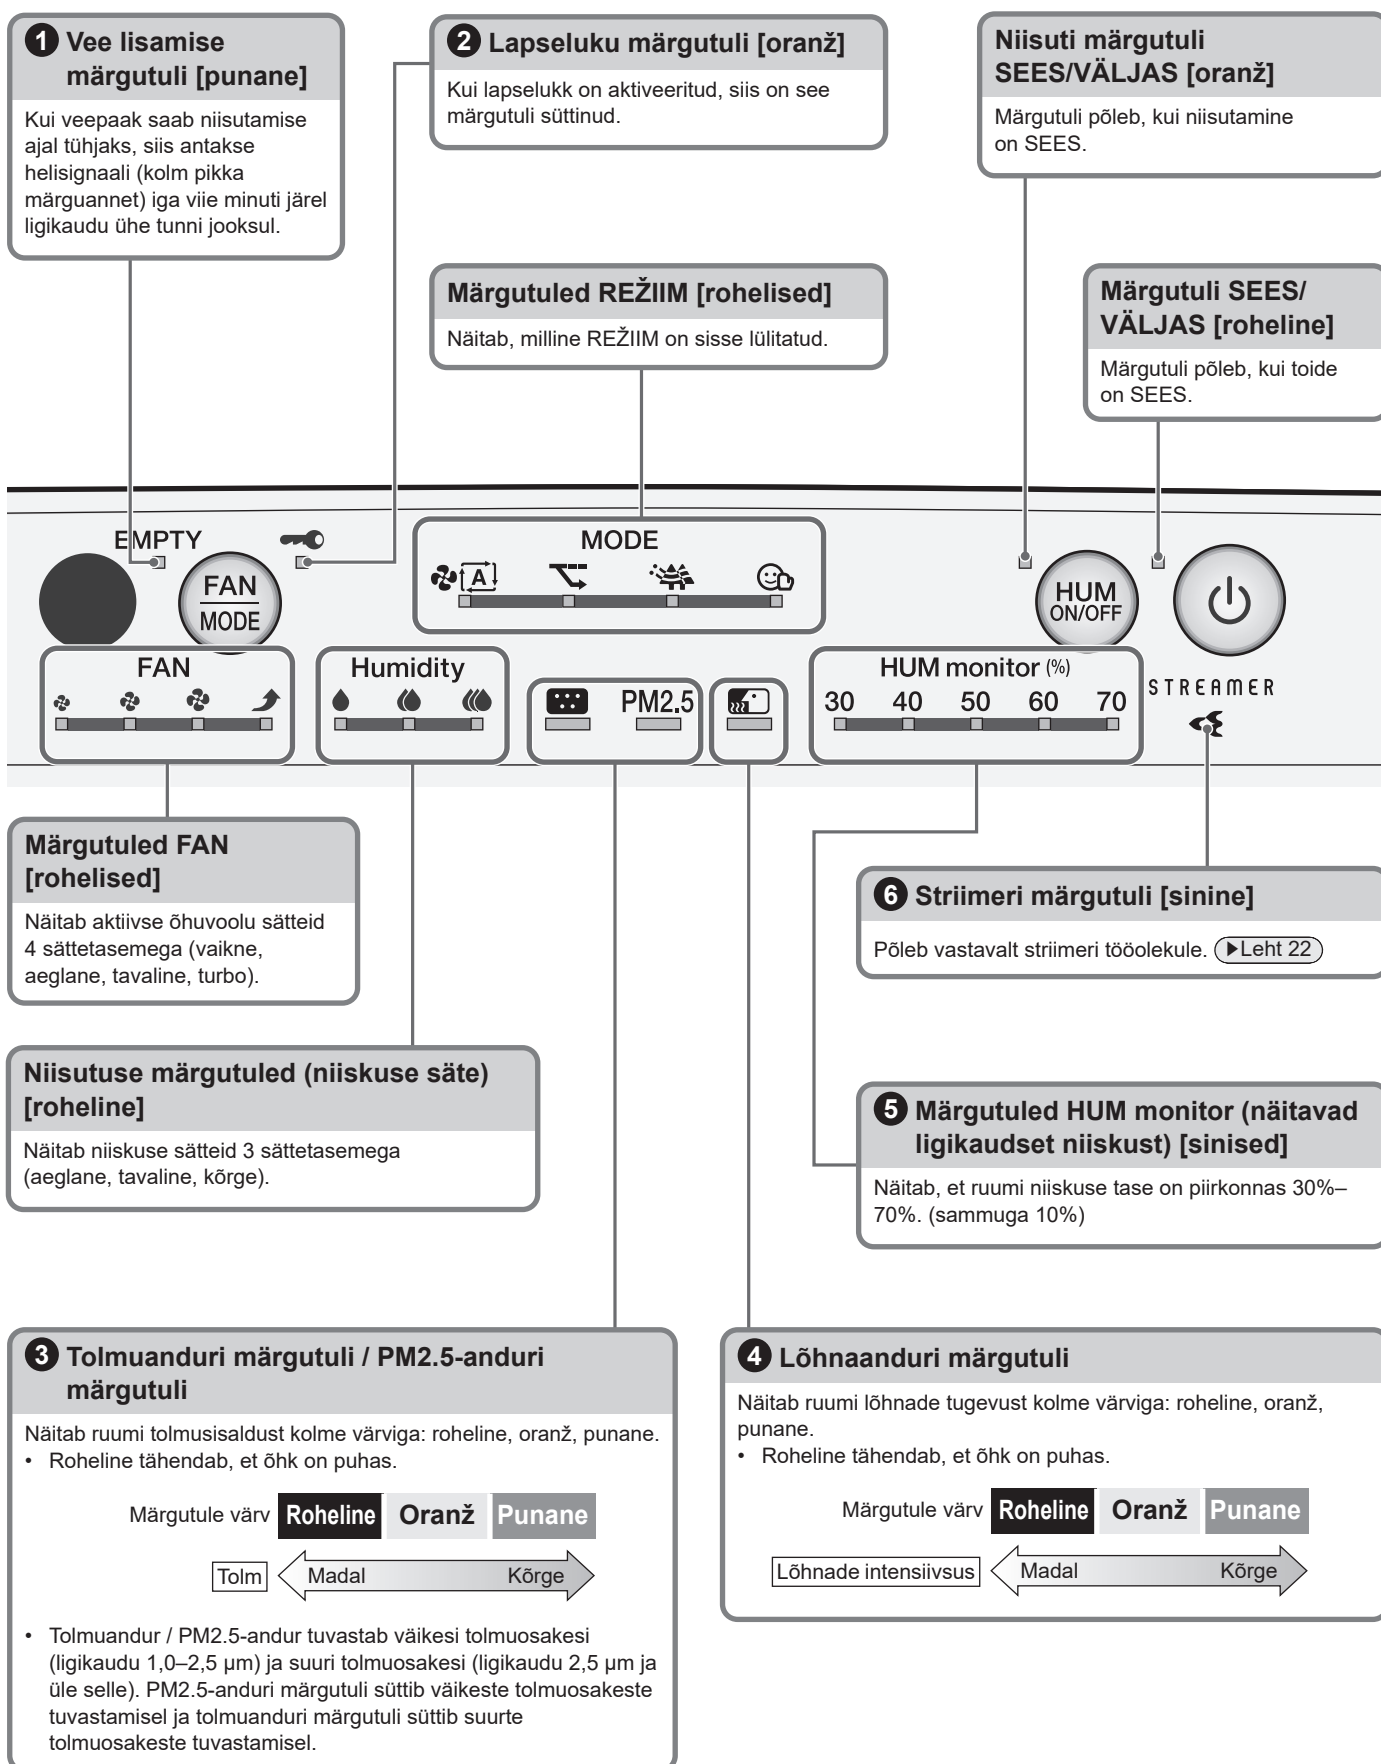 1 Vee lisamise
märgutuli [punane]
Kui veepaak saab niisutamise
ajal tühjaks, siis antakse
helisignaali (kolm pikka
märguannet) iga viie minuti järel
ligikaudu ühe tunni jooksul.
2 Lapseluku märgutuli [oranž]
Kui lapselukk on aktiveeritud, siis on see
märgutuli süttinud.
Niisuti märgutuli
SEES/VÄLJAS [oranž]
Märgutuli põleb, kui niisutamine
on SEES.
Märgutuled REŽIIM [rohelised]
Näitab, milline REŽIIM on sisse lülitatud.
Märgutuli SEES/
VÄLJAS [roheline]
Märgutuli põleb, kui toide
on SEES.
EMPTY
FAN
MODE
MODE
A
HUM
ON/OFF
FAN
Humidity
PM2.5
HUM monitor (%)
30 40 50 60 70
STREAMER
Märgutuled FAN
[rohelised]
Näitab aktiivse õhuvoolu sätteid
4 sättetasemega (vaikne,
aeglane, tavaline, turbo).
6 Striimeri märgutuli [sinine]
Põleb vastavalt striimeri tööolekule. ▶Leht 22
Niisutuse märgutuled (niiskuse säte)
[roheline]
Näitab niiskuse sätteid 3 sättetasemega
(aeglane, tavaline, kõrge).
5 Märgutuled HUM monitor (näitavad
ligikaudset niiskust) [sinised]
Näitab, et ruumi niiskuse tase on piirkonnas 30%–
70%. (sammuga 10%)
3 Tolmuanduri märgutuli / PM2.5-anduri
märgutuli
Näitab ruumi tolmusisaldust kolme värviga: roheline, oranž, punane.
• Roheline tähendab, et õhk on puhas.
Märgutule värv Roheline Oranž Punane
Tolm Madal Kõrge
• Tolmuandur / PM2.5-andur tuvastab väikesi tolmuosakesi
(ligikaudu 1,0–2,5 μm) ja suuri tolmuosakesi (ligikaudu 2,5 μm ja
üle selle). PM2.5-anduri märgutuli süttib väikeste tolmuosakeste
tuvastamisel ja tolmuanduri märgutuli süttib suurte
tolmuosakeste tuvastamisel.
4 Lõhnaanduri märgutuli
Näitab ruumi lõhnade tugevust kolme värviga: roheline, oranž,
punane.
• Roheline tähendab, et õhk on puhas.
Märgutule värv Roheline Oranž Punane
Lõhnade intensiivsus Madal Kõrge